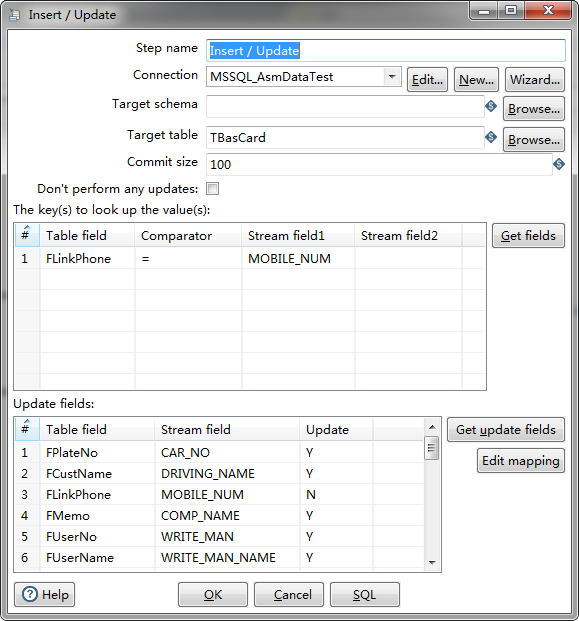 Insert / Update
Step name Insert / Update
Connection MSSQL_AsmDataTest Edit... New... Wizard...
Target schema Browse...
Target table TBasCard Browse...
Commit size 100
Don't perform any updates:
The key(s) to look up the value(s):
# Table field Comparator Stream field1 Stream field2 Get fields
1 FLinkPhone = MOBILE_NUM
Update fields:
# Table field Stream field Update Get update fields
1 FPlateNo CAR_NO Y
2 FCustName DRIVING_NAME Y Edit mapping
3 FLinkPhone MOBILE_NUM N
4 FMemo COMP_NAME Y
5 FUserNo WRITE_MAN Y
6 FUserName WRITE_MAN_NAME Y
? Help OK Cancel SQL